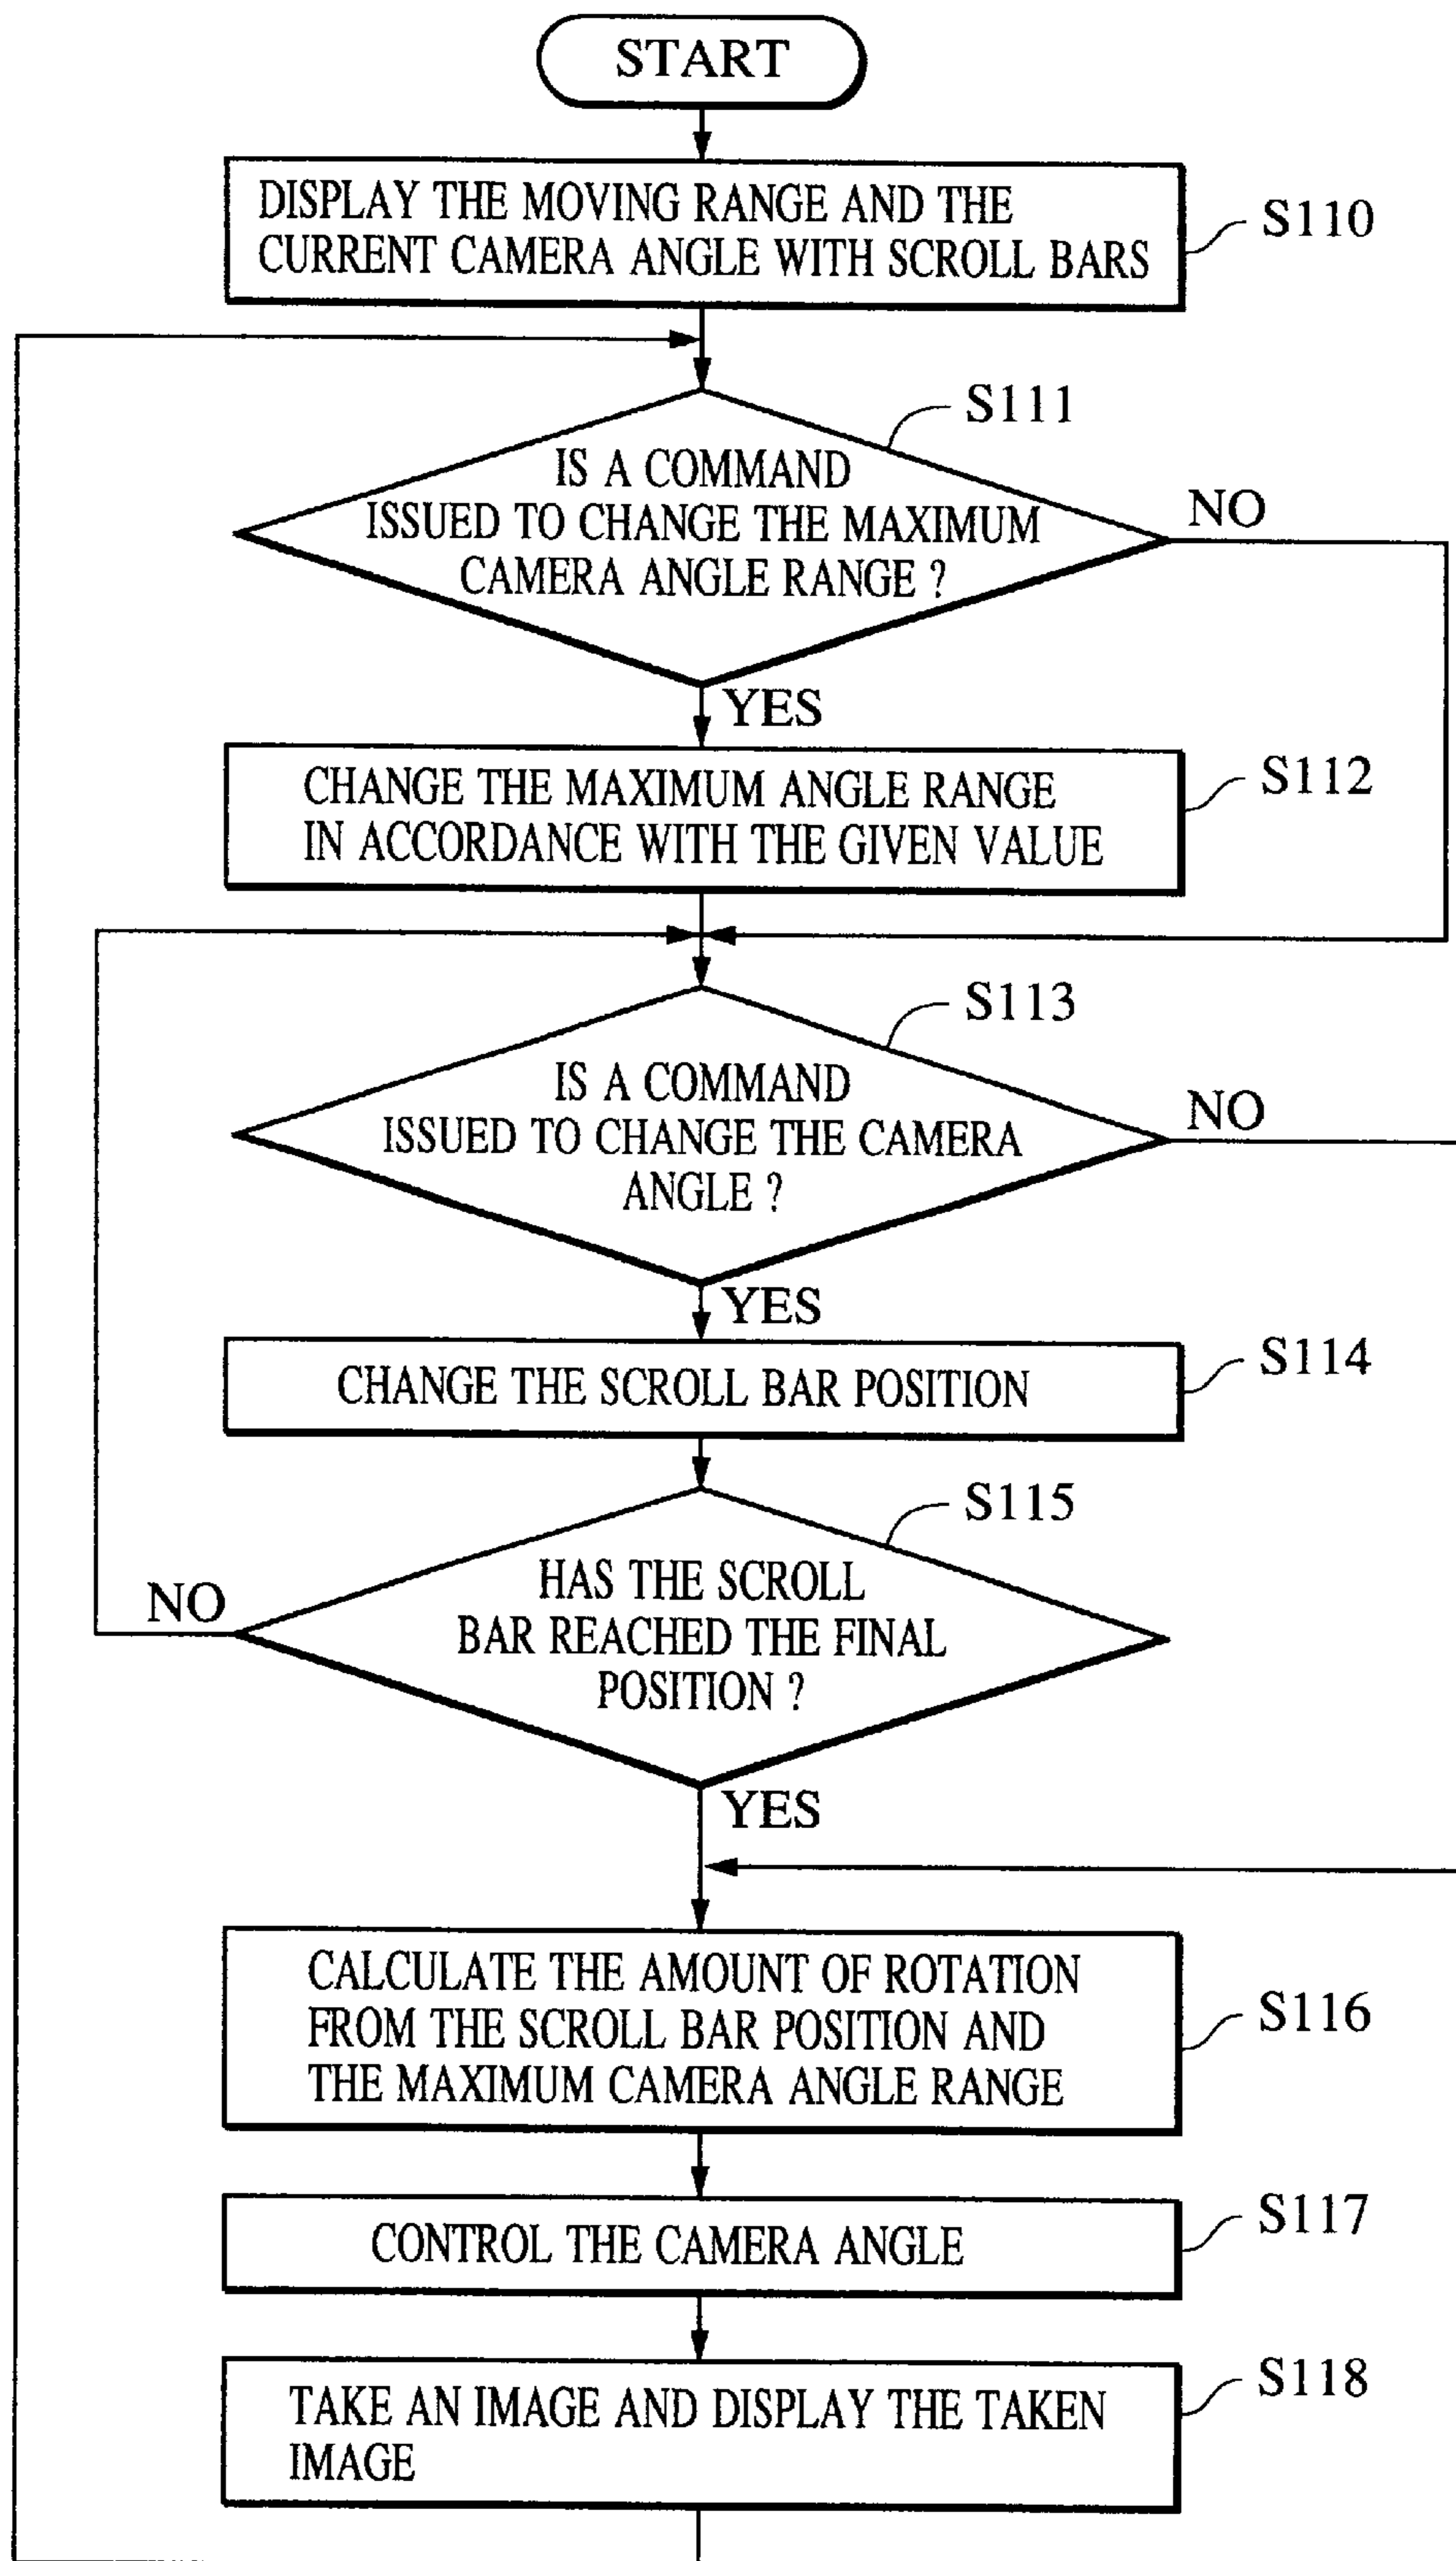 START
DISPLAY THE MOVING RANGE AND THE
CURRENT CAMERA ANGLE WITH SCROLL BARS
S110
S111
IS A COMMAND
ISSUED TO CHANGE THE MAXIMUM
CAMERA ANGLE RANGE ?
NO
YES
CHANGE THE MAXIMUM ANGLE RANGE
IN ACCORDANCE WITH THE GIVEN VALUE
S112
S113
IS A COMMAND
ISSUED TO CHANGE THE CAMERA
ANGLE ?
NO
YES
CHANGE THE SCROLL BAR POSITION
S114
S115
HAS THE SCROLL
BAR REACHED THE FINAL
POSITION ?
NO
YES
CALCULATE THE AMOUNT OF ROTATION
FROM THE SCROLL BAR POSITION AND
THE MAXIMUM CAMERA ANGLE RANGE
S116
CONTROL THE CAMERA ANGLE
S117
TAKE AN IMAGE AND DISPLAY THE TAKEN
IMAGE
S118